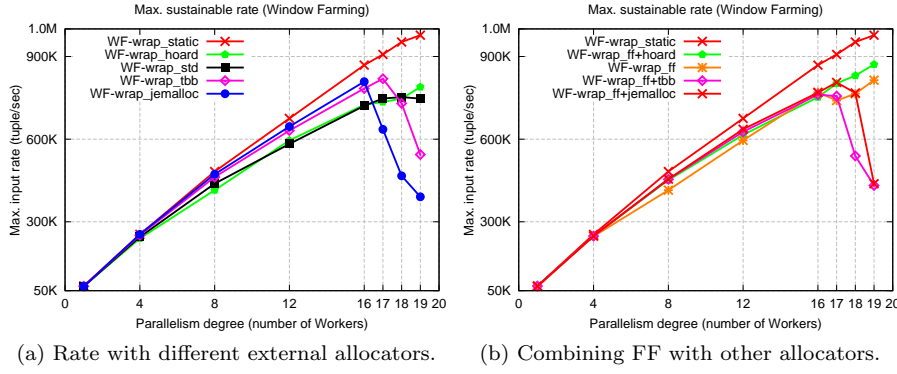 Max. sustainable rate (Window Farming)
1.0M
900K
600K
300K
50K
Max. input rate (tuple/sec)
WF-wrap_static
WF-wrap_hoard
WF-wrap_std
WF-wrap_tbb
WF-wrap_jemalloc
0 4 8 12 16 17 18 19 20
Parallelism degree (number of Workers)
(a) Rate with different external allocators.
Max. sustainable rate (Window Farming)
1.0M
900K
600K
300K
50K
Max. input rate (tuple/sec)
WF-wrap_static
WF-wrap_ff+hoard
WF-wrap_ff
WF-wrap_ff+tbb
WF-wrap_ff+jemalloc
0 4 8 12 16 17 18 19 20
Parallelism degree (number of Workers)
(b) Combining FF with other allocators.